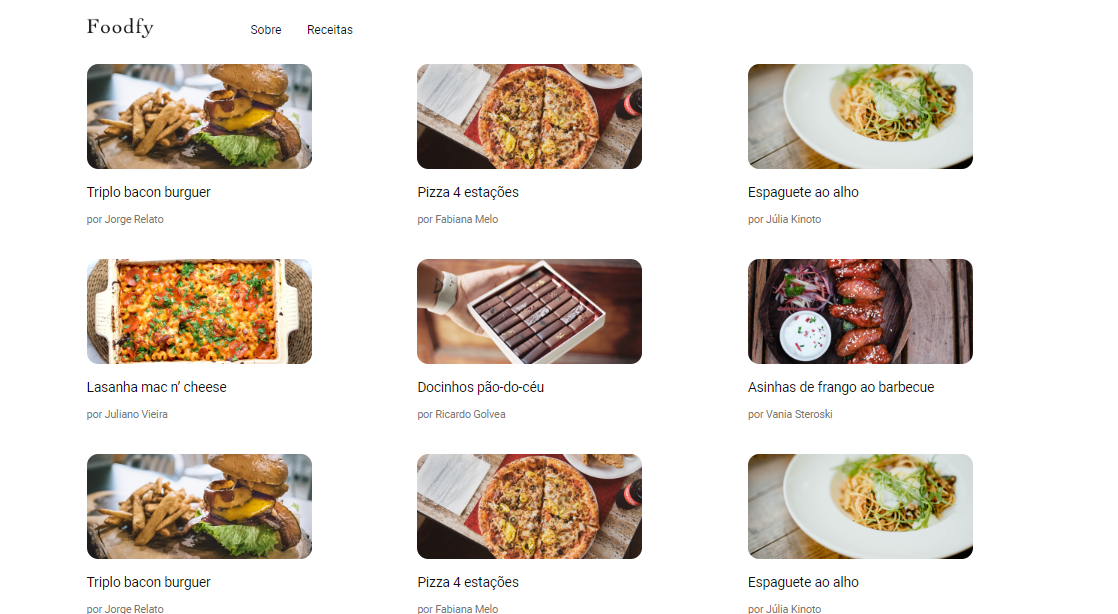 Foodfy
Sobre Receitas
Triplo bacon burguer
por Jorge Relato
Pizza 4 estações
por Fabiana Melo
Espaguete ao alho
por Júlia Kinoto
Lasanha mac n’ cheese
por Juliano Vieira
Docinhos pão-do-céu
por Ricardo Golvea
Asinhas de frango ao barbecue
por Vania Steroski
Triplo bacon burguer
por Jorge Relato
Pizza 4 estações
por Fabiana Melo
Espaguete ao alho
por Júlia Kinoto